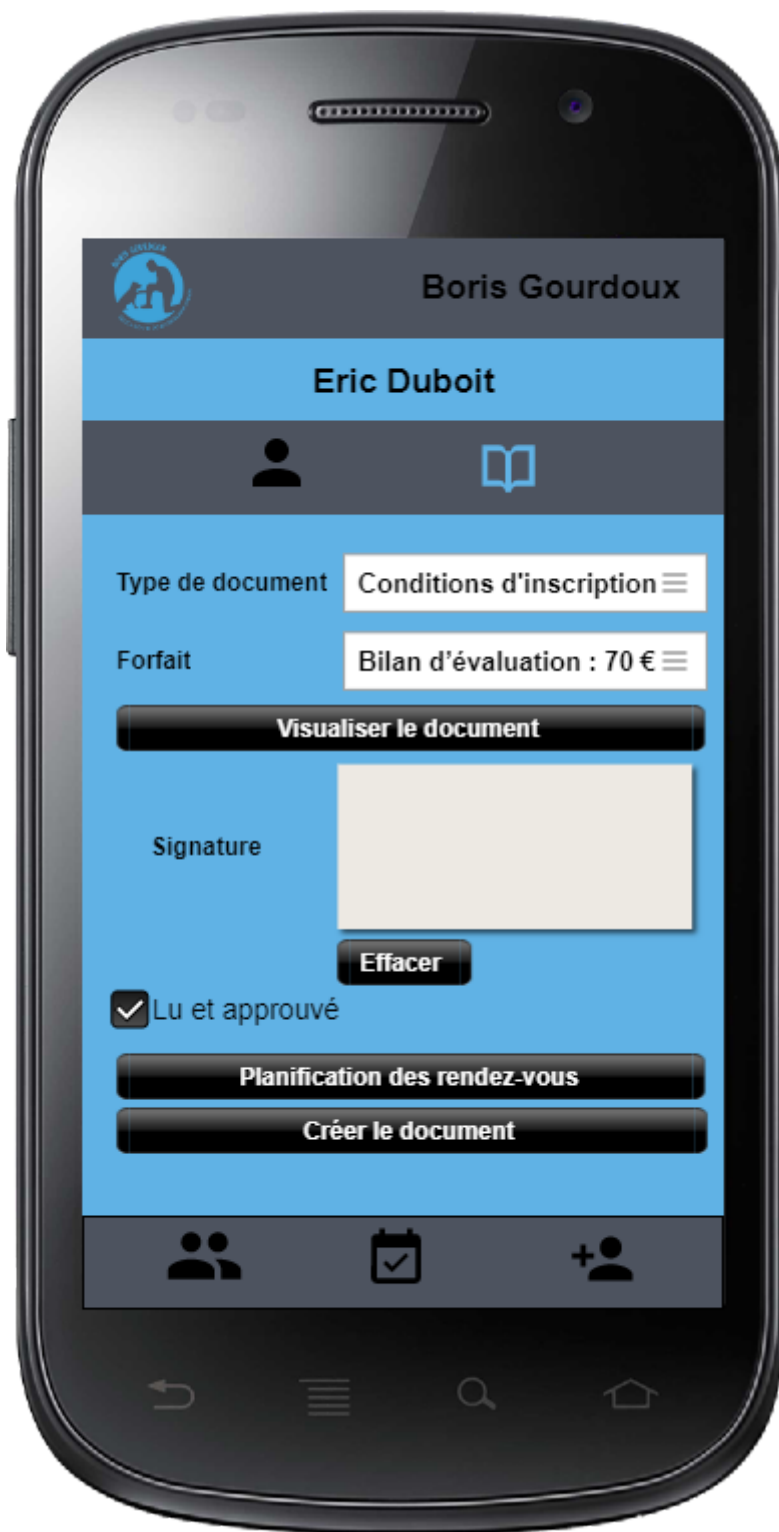 Boris Gourdoux
Eric Duboit
Type de document
Conditions d'inscription
Forfait
Bilan d’évaluation : 70 €
Visualiser le document
Signature
Effacer
Lu et approuvé
Planification des rendez-vous
Créer le document